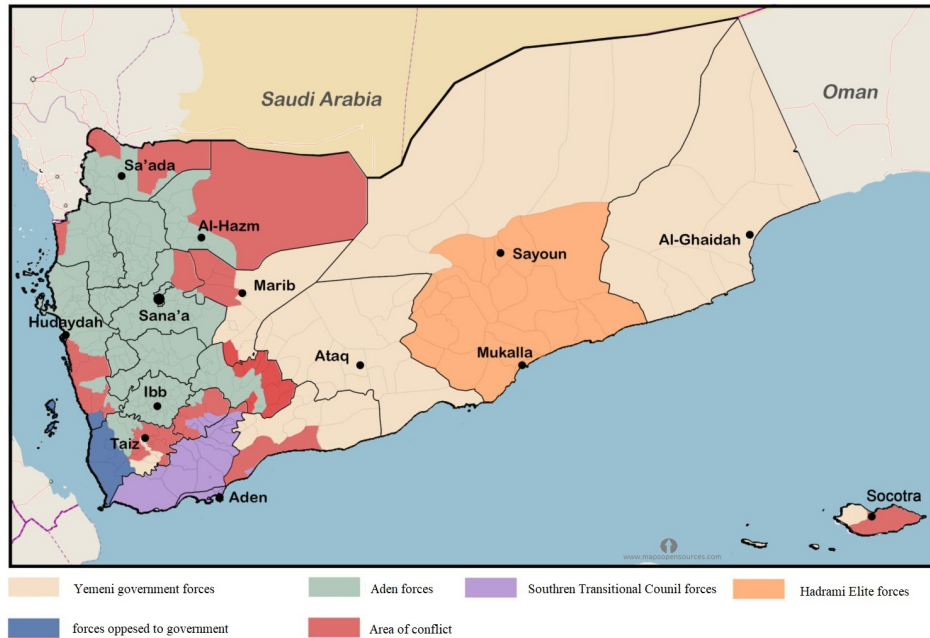 Saudi Arabia
Oman
Sa'ada
Al-Hazm
Sayoun
Al-Ghaidah
Marib
Sana'a
Hudaydah
Ataq
Mukalla
Ibb
Taiz
Aden
Socotra
www.mapsopensources.com
Yemeni government forces
Aden forces
Southren Transitional Counil forces
Hadrami Elite forces
forces oppesed to government
Area of conflict